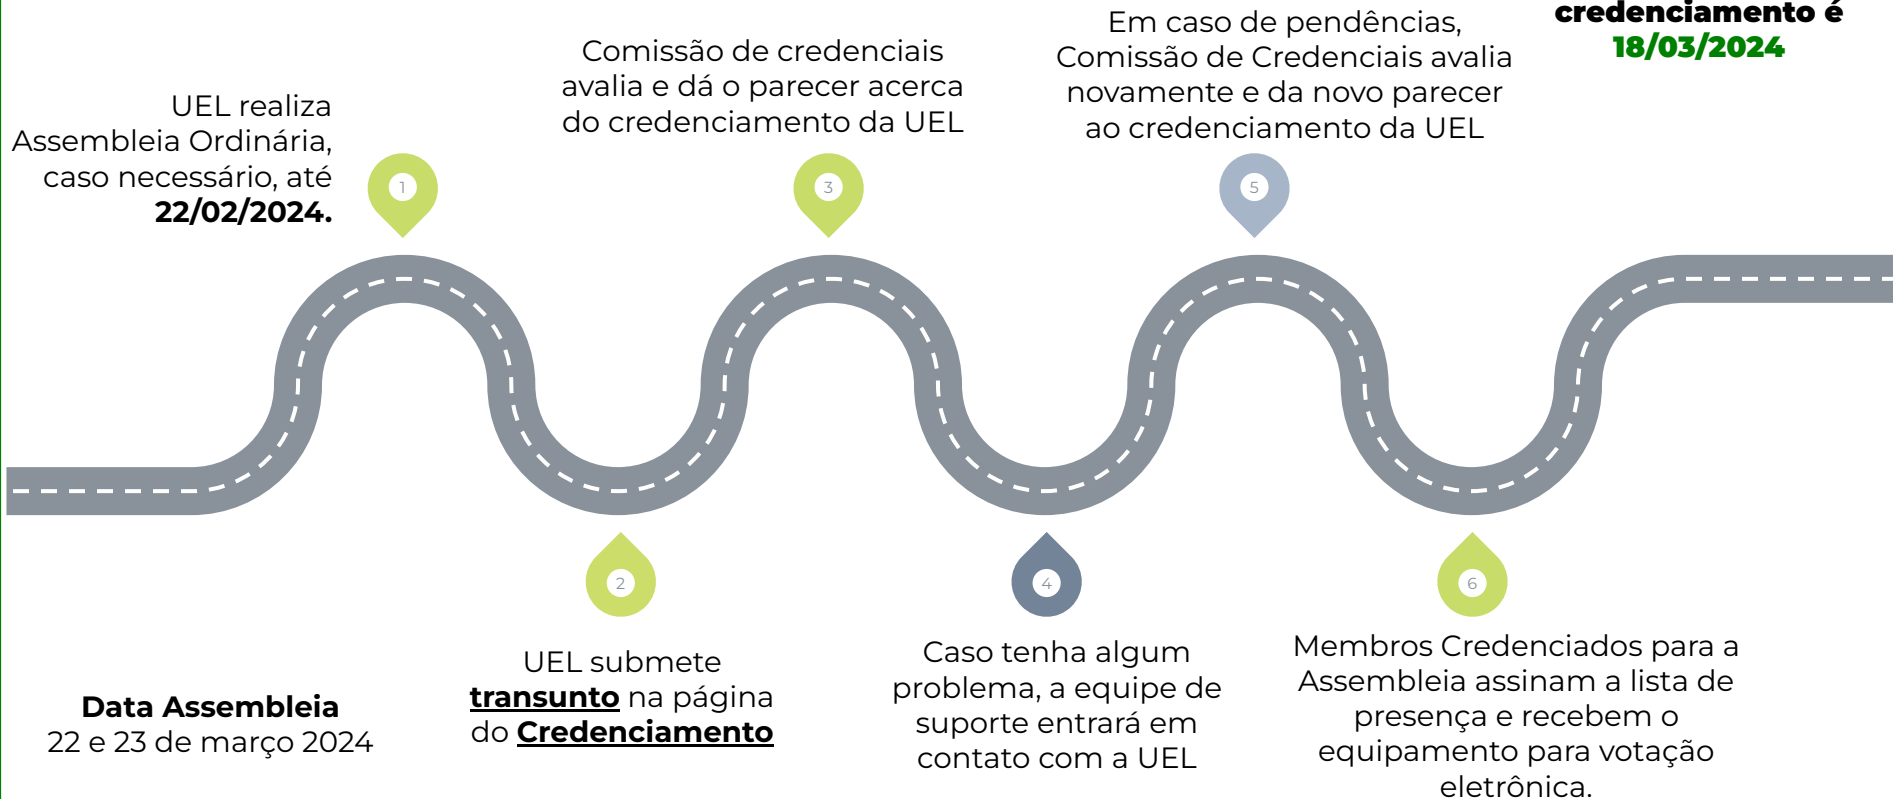 UEL realiza
Assembleia Ordinária,
caso necessário, até
22/02/2024.
1
UEL submete
transunto na página
do Credenciamento
2
Comissão de credenciais
avalia e dá o parecer acerca
do credenciamento da UEL
3
Caso tenha algum
problema, a equipe de
suporte entrará em
contato com a UEL
4
Em caso de pendências,
Comissão de Credenciais avalia
novamente e da novo parecer
ao credenciamento da UEL
5
Membros Credenciados para a
Assembleia assinam a lista de
presença e recebem o
equipamento para votação
eletrônica.
6
credenciamento é
18/03/2024
Data Assembleia
22 e 23 de março 2024